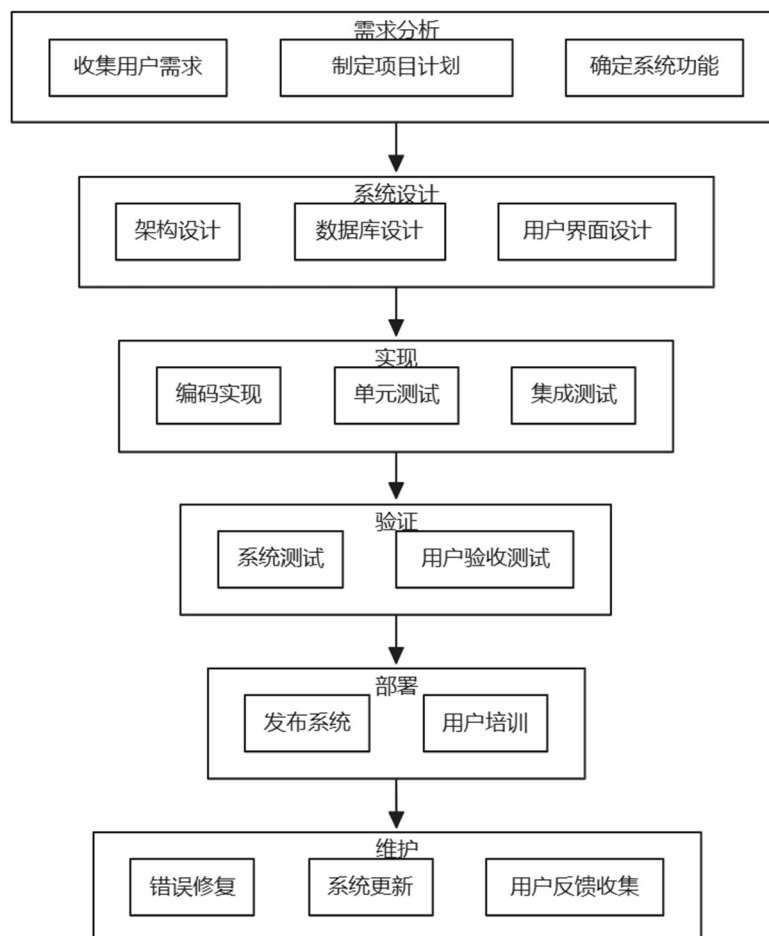 需求分析
收集用户需求 制定项目计划 确定系统功能
系统设计
架构设计 数据库设计 用户界面设计
实现
编码实现 单元测试 集成测试
验证
系统测试 用户验收测试
部署
发布系统 用户培训
维护
错误修复 系统更新 用户反馈收集